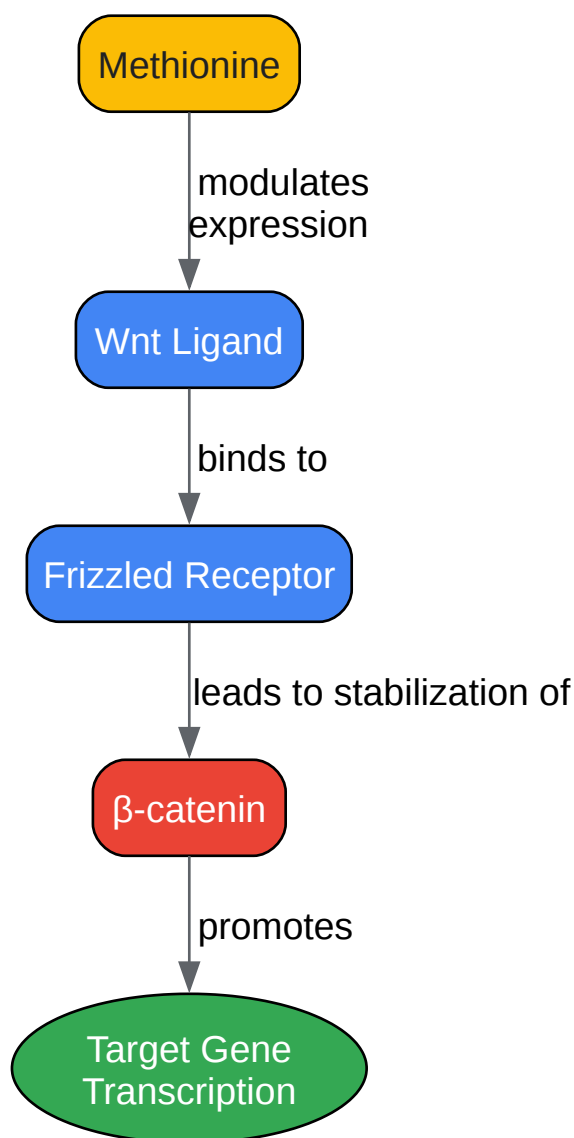 Methionine
modulates
expression
Wnt Ligand
binds to
Frizzled Receptor
leads to stabilization of
β-catenin
promotes
Target Gene
Transcription